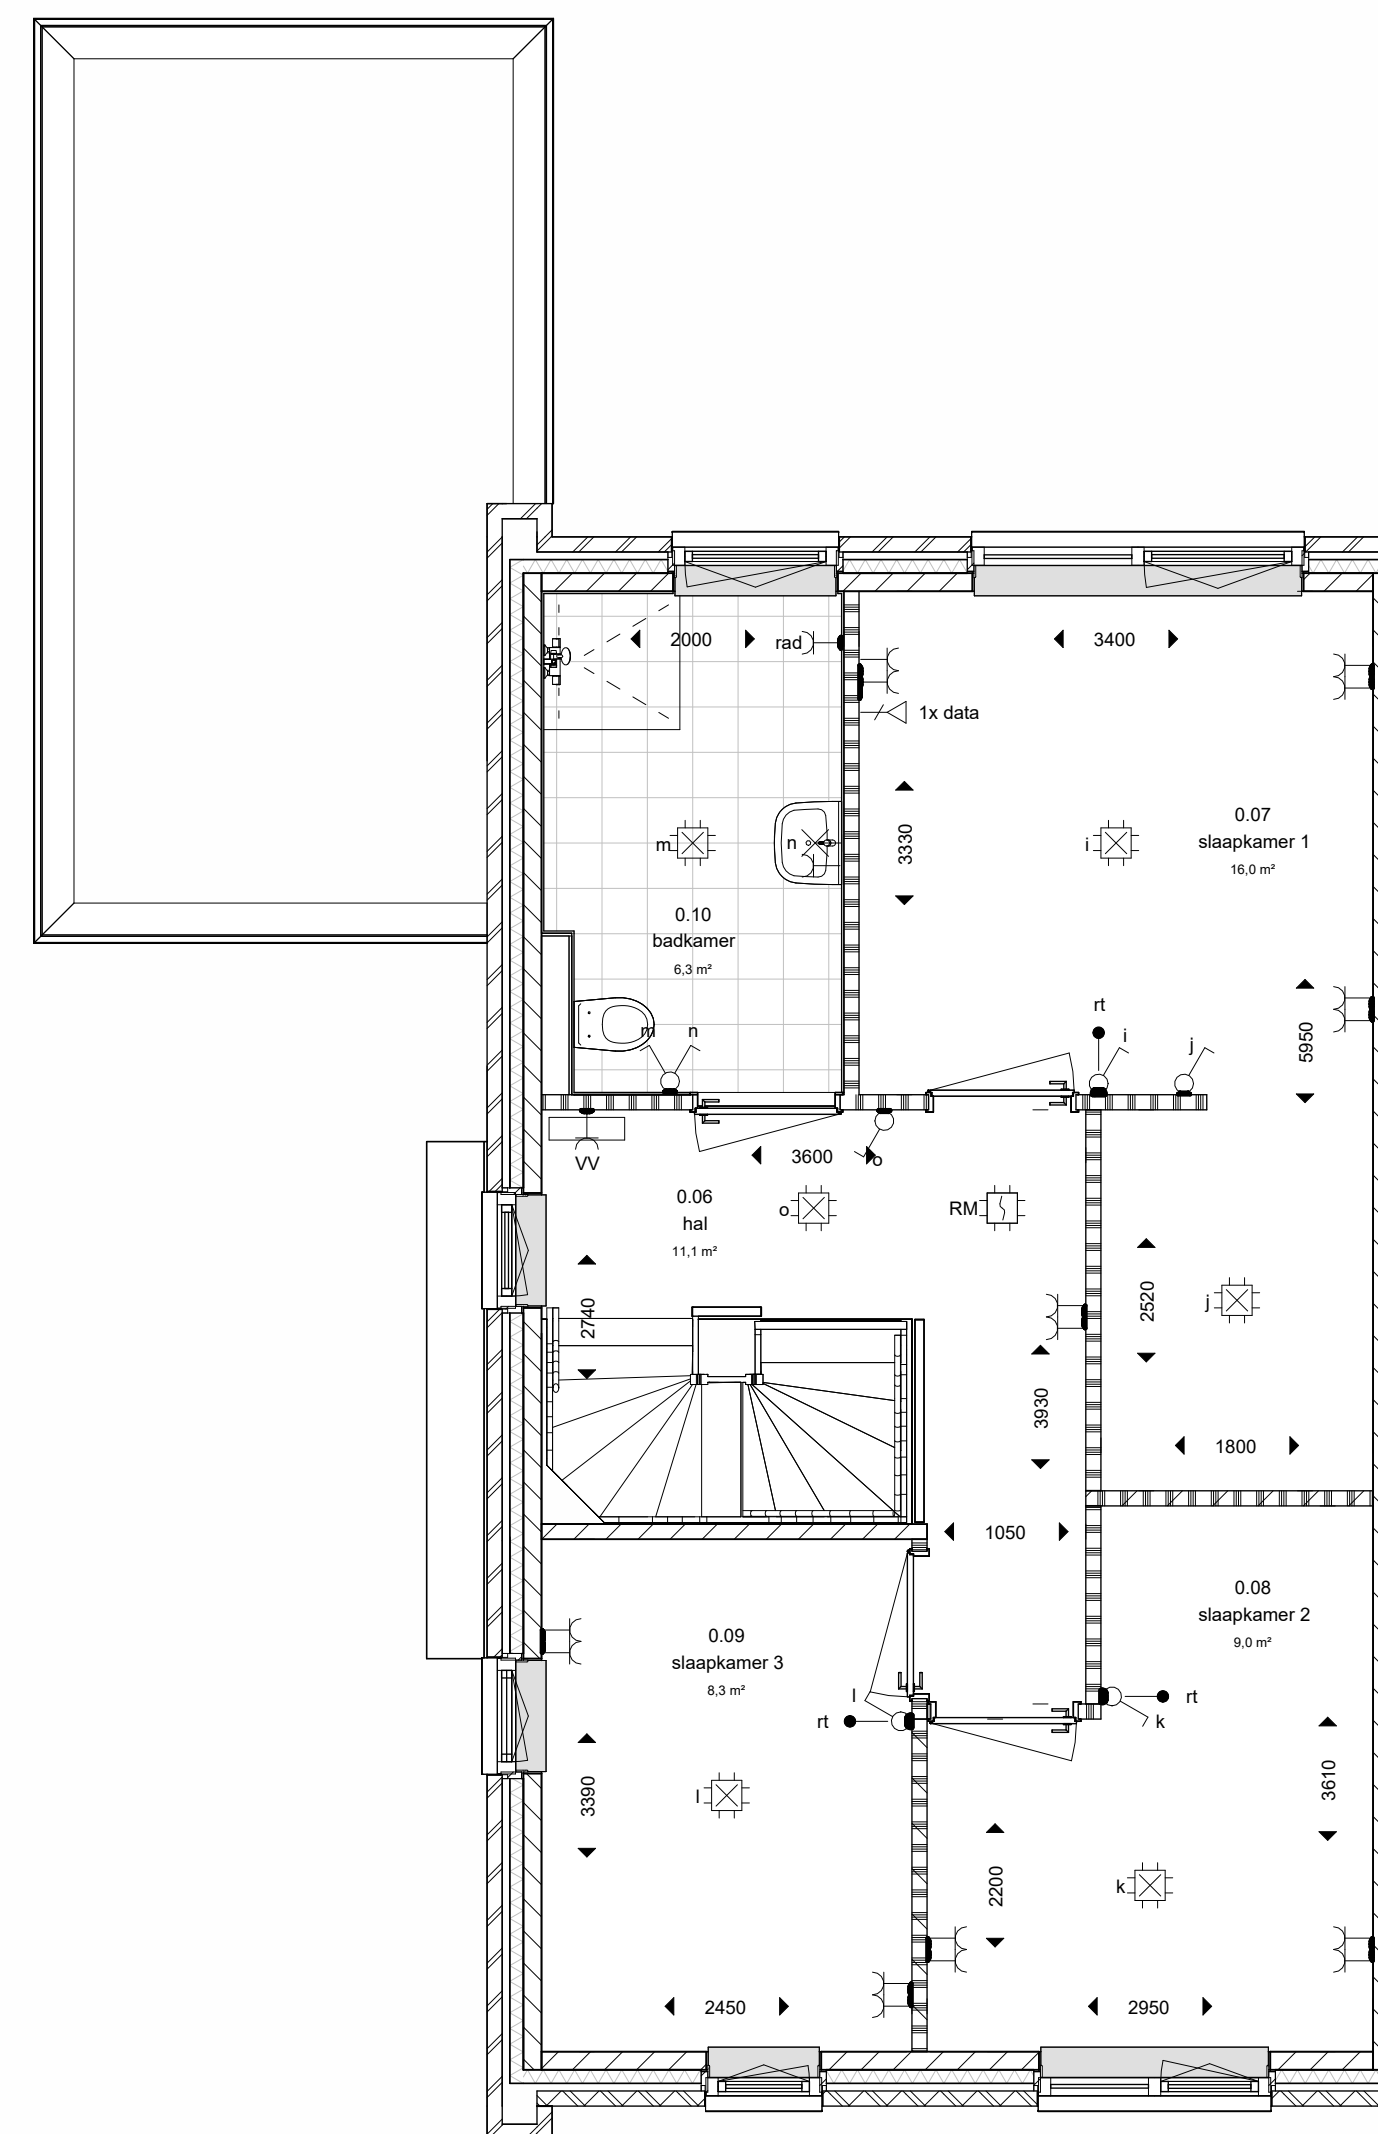 2000
rad
3400
1x data
3330
0.07
slaapkamer 1
16,0 m²
m
n
i
0.10
badkamer
6,3 m²
rt
m
n
i
j
5950
VV
3600
o
0.06
hal
11,1 m²
o
RM
2740
2520
j
3930
1800
1050
0.08
slaapkamer 2
9,0 m²
0.09
slaapkamer 3
8,3 m²
l
rt
rt
k
3390
l
3610
2200
k
2450
2950